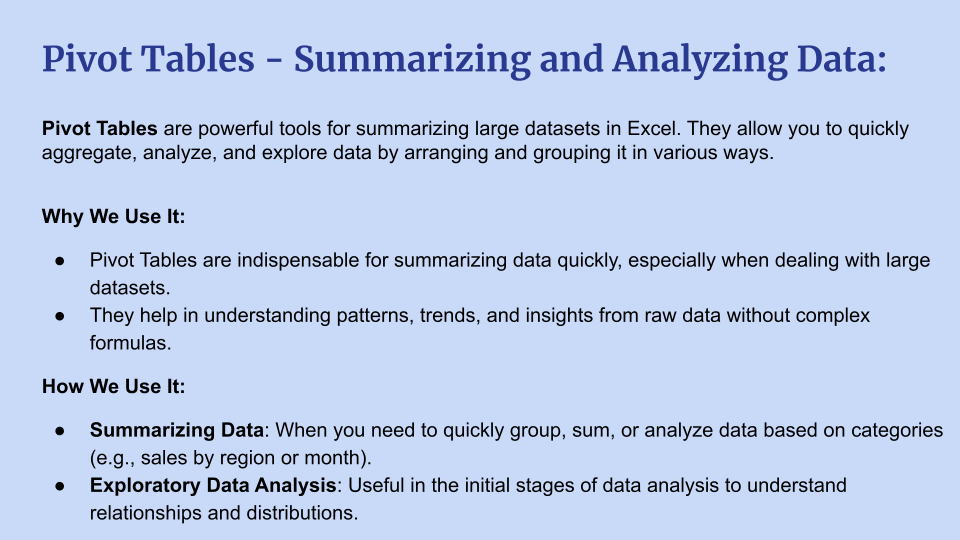 Pivot Tables - Summarizing and Analyzing Data:
Pivot Tables are powerful tools for summarizing large datasets in Excel. They allow you to quickly
aggregate, analyze, and explore data by arranging and grouping it in various ways.
Why We Use It:
● Pivot Tables are indispensable for summarizing data quickly, especially when dealing with large
datasets.
● They help in understanding patterns, trends, and insights from raw data without complex
formulas.
How We Use It:
● Summarizing Data: When you need to quickly group, sum, or analyze data based on categories
(e.g., sales by region or month).
● Exploratory Data Analysis: Useful in the initial stages of data analysis to understand
relationships and distributions.